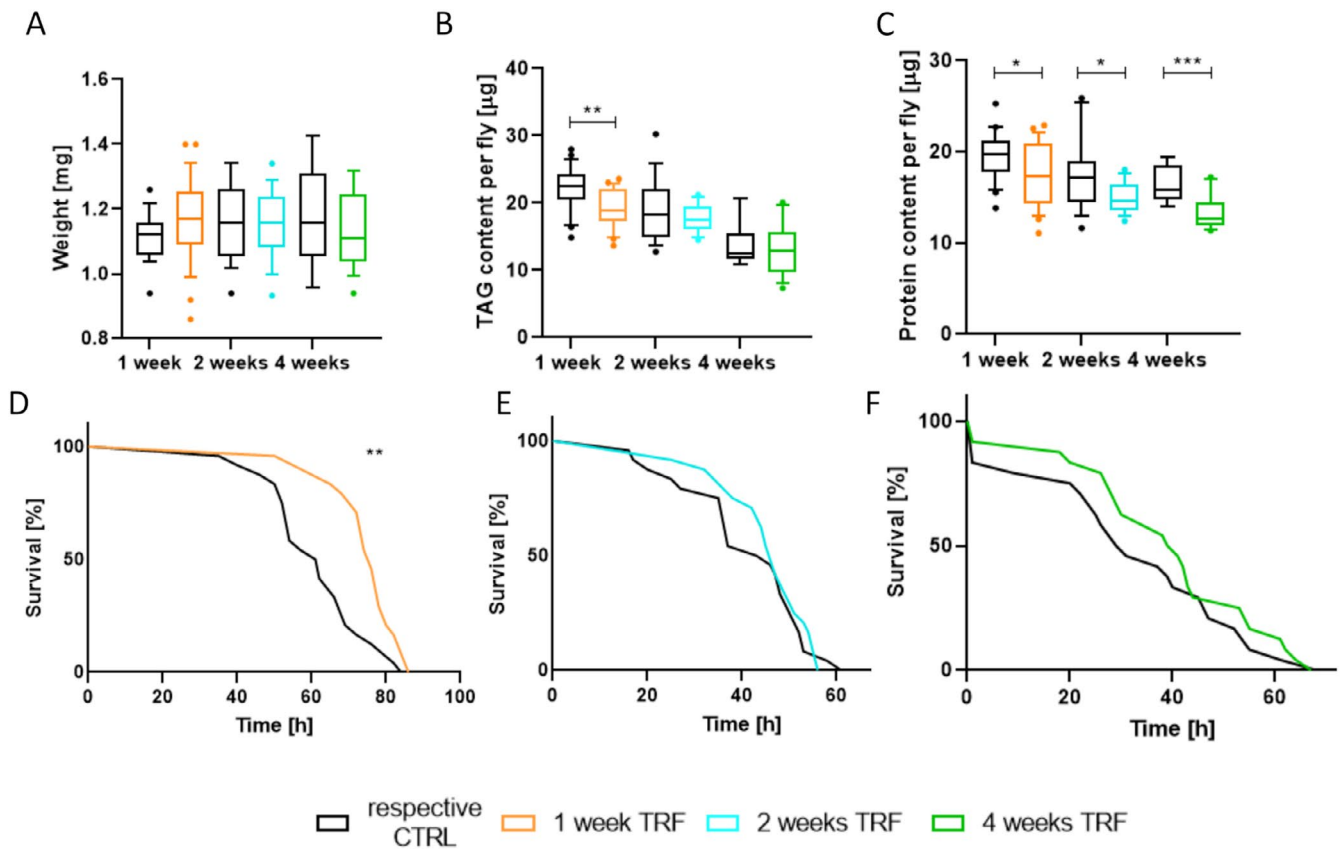 A
B
C
Weight [mg]
1.6
1.4
1.2
1.0
0.8
1 week 2 weeks 4 weeks
TAG content per fly [µg]
40
30
20
10
0
**
1 week 2 weeks 4 weeks
Protein content per fly [µg]
30
20
10
0
*
*
***
1 week 2 weeks 4 weeks
D
E
F
Survival [%]
100
50
0
**
0 20 40 60 80 100
Time [h]
Survival [%]
100
50
0
0 20 40 60
Time [h]
Survival [%]
100
50
0
0 20 40 60
Time [h]
respective
CTRL
1 week TRF
2 weeks TRF
4 weeks TRF